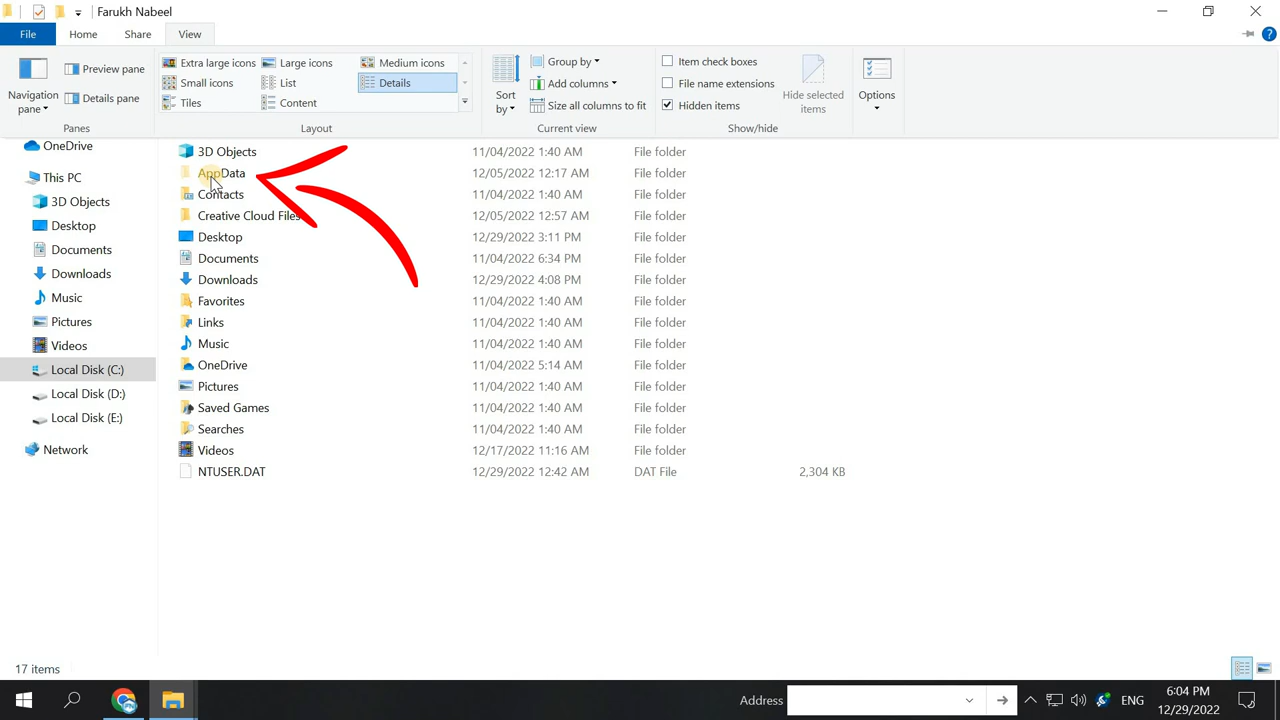 Farukh Nabeel
File Home Share View
Navigation pane Preview pane Details pane
Panes
Extra large icons Large icons Medium icons
Small icons List Details
Tiles Content
Layout
Sort by Group by Add columns Size all columns to fit
Current view
Item check boxes
File name extensions
Hidden items
Hide selected items
Show/hide
Options
OneDrive
This PC
3D Objects
Desktop
Documents
Downloads
Music
Pictures
Videos
Local Disk (C:)
Local Disk (D:)
Local Disk (E:)
Network
3D Objects 11/04/2022 1:40 AM File folder
AppData 12/05/2022 12:17 AM File folder
Contacts 11/04/2022 1:40 AM File folder
Creative Cloud Files 12/05/2022 12:57 AM File folder
Desktop 12/29/2022 3:11 PM File folder
Documents 11/04/2022 6:34 PM File folder
Downloads 12/29/2022 4:08 PM File folder
Favorites 11/04/2022 1:40 AM File folder
Links 11/04/2022 1:40 AM File folder
Music 11/04/2022 1:40 AM File folder
OneDrive 11/04/2022 5:14 AM File folder
Pictures 11/04/2022 1:40 AM File folder
Saved Games 11/04/2022 1:40 AM File folder
Searches 11/04/2022 1:40 AM File folder
Videos 12/17/2022 11:16 AM File folder
NTUSER.DAT 12/29/2022 12:42 AM DAT File 2,304 KB
17 items
Address
ENG
6:04 PM
12/29/2022